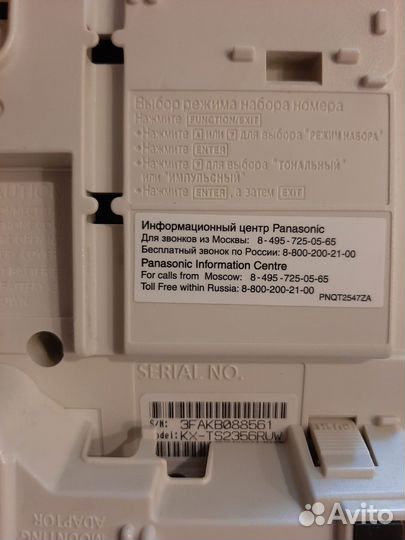 Выбор режима набора номера
Нажмите FUNCTION/EXIT
•Нажмите ▲ или ▼ для выбора "РЕЖИМ НАБОРА"
•Нажмите ENTER
•Нажмите ▼ для выбора "ТОНАЛЬНЫЙ"
или "ИМПУЛЬСНЫЙ"
•Нажмите ENTER, а затем EXIT
Информационный центр Panasonic
Для звонков из Москвы: 8-495-725-05-65
Бесплатный звонок по России: 8-800-200-21-00
Panasonic Information Centre
For calls from Moscow: 8-495-725-05-65
Toll Free within Russia: 8-800-200-21-00
PNQT2547ZA
SERIAL NO.
S/N: 3FAKB088561
odel: KX-TS2356RUW
MOUNTING
ADAPTOR
Avito